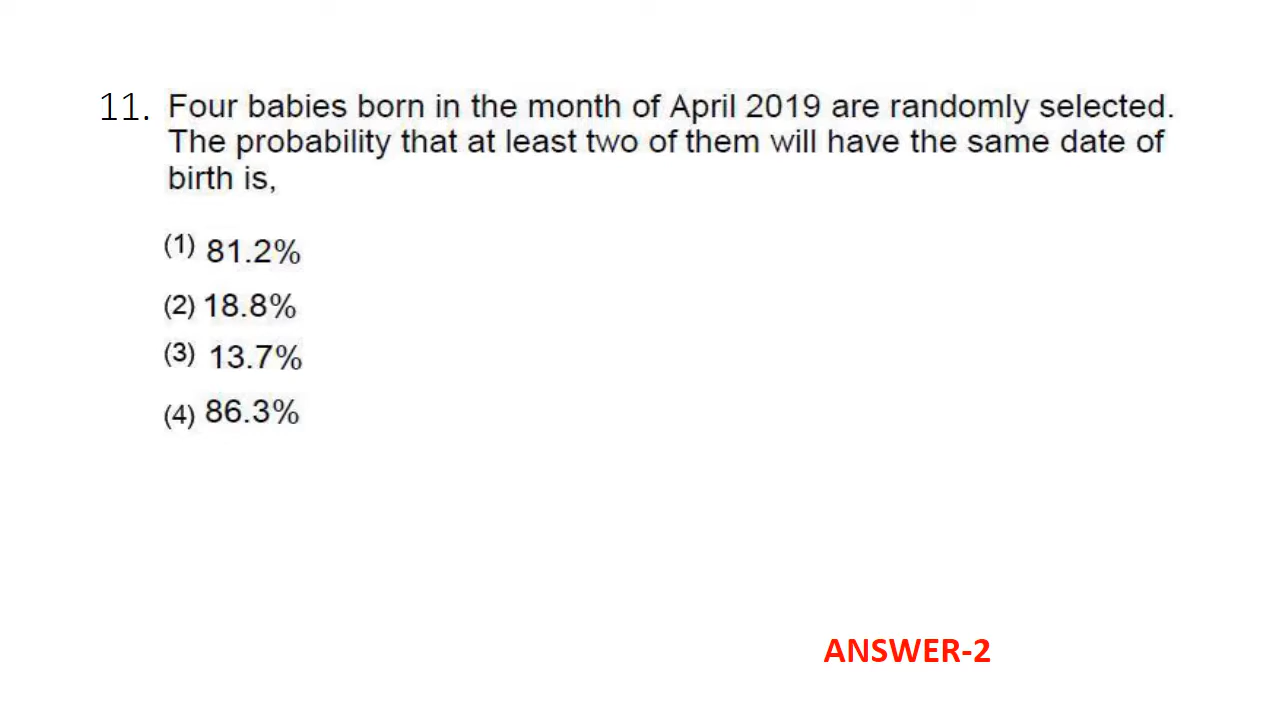 11. Four babies born in the month of April 2019 are randomly selected.
The probability that at least two of them will have the same date of
birth is,
(1) 81.2%
(2) 18.8%
(3) 13.7%
(4) 86.3%
ANSWER-2